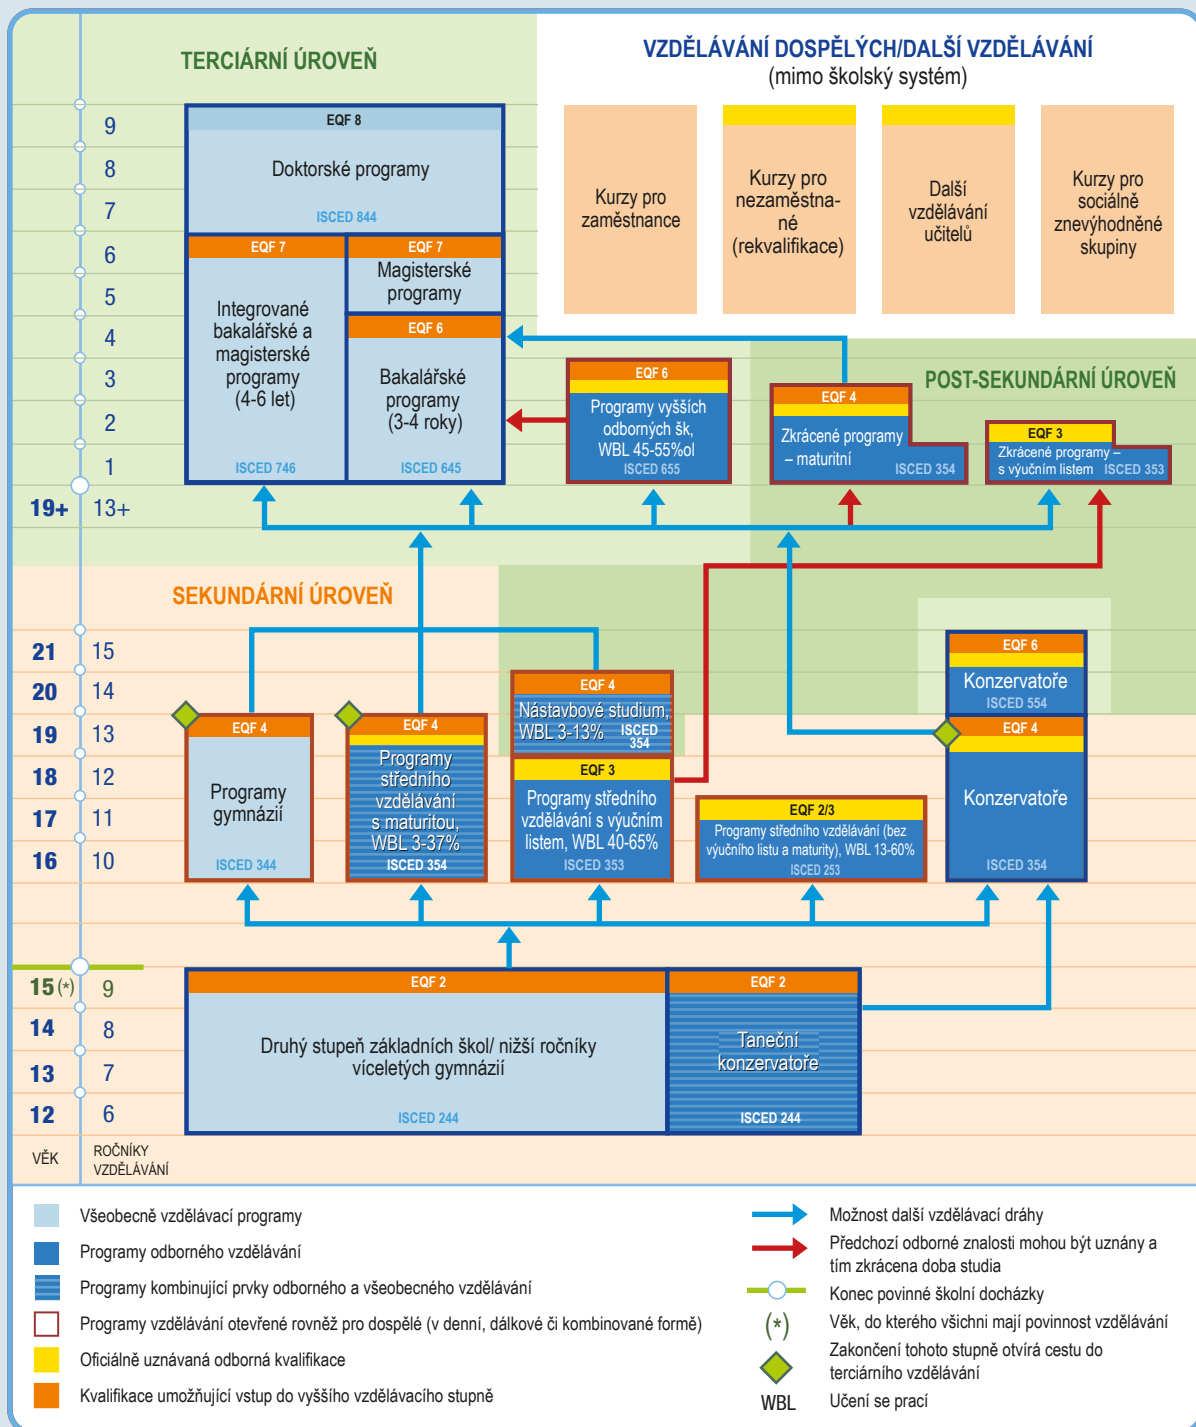 TERCIÁRNÍ ÚROVEŇ
VZDĚLÁVÁNÍ DOSPĚLÝCH/DALŠÍ VZDĚLÁVÁNÍ
(mimo školský systém)
Kurzy pro
zaměstnance
Kurzy pro
nezaměstna-
né
(rekvalifikace)
Další
vzdělávání
učitelů
Kurzy pro
sociálně
znevýhodněné
skupiny
9
8
7
6
5
4
3
2
1
19+ 13+
EQF 8
Doktorské programy
ISCED 844
EQF 7
Integrované
bakalářské a
magisterské
programy
(4-6 let)
ISCED 746
EQF 7
Magisterské
programy
EQF 6
Bakalářské
programy
(3-4 roky)
ISCED 645
EQF 6
Programy vyšších
odborných šk,
WBL 45-55%ol
ISCED 655
POST-SEKUNDÁRNÍ ÚROVEŇ
EQF 4
Zkrácené programy
– maturitní
ISCED 354
EQF 3
Zkrácené programy –
s výučním listem ISCED 353
SEKUNDÁRNÍ ÚROVEŇ
21 15
20 14
19 13
18 12
17 11
16 10
EQF 4
Programy
gymnázií
ISCED 344
EQF 4
Programy
středního
vzdělávání
s maturitou,
WBL 3-37%
ISCED 354
EQF 4
Nástavbové studium,
WBL 3-13% ISCED
354
EQF 3
Programy středního
vzdělávání s výučním
listem, WBL 40-65%
ISCED 353
EQF 2/3
Programy středního vzdělávání (bez
výučního listu a maturity), WBL 13-60%
ISCED 253
EQF 6
Konzervatoře
ISCED 554
EQF 4
Konzervatoře
ISCED 354
15 (*) 9
14 8
13 7
12 6
VĚK
ROČNÍKY
VZDĚLÁVÁNÍ
EQF 2
Druhý stupeň základních škol/ nižší ročníky
víceletých gymnázií
ISCED 244
EQF 2
Taneční
konzervatoře
ISCED 244
Všeobecně vzdělávací programy
Programy odborného vzdělávání
Programy kombinující prvky odborného a všeobecného vzdělávání
Programy vzdělávání otevřené rovněž pro dospělé (v denní, dálkové či kombinované formě)
Oficiálně uznávaná odborná kvalifikace
Kvalifikace umožňující vstup do vyššího vzdělávacího stupně
Možnost další vzdělávací dráhy
Předchozí odborné znalosti mohou být uznány a
tím zkrácena doba studia
Konec povinné školní docházky
(*) Věk, do kterého všichni mají povinnost vzdělávání
Zakončení tohoto stupně otvírá cestu do
terciárního vzdělávání
WBL Učení se prací